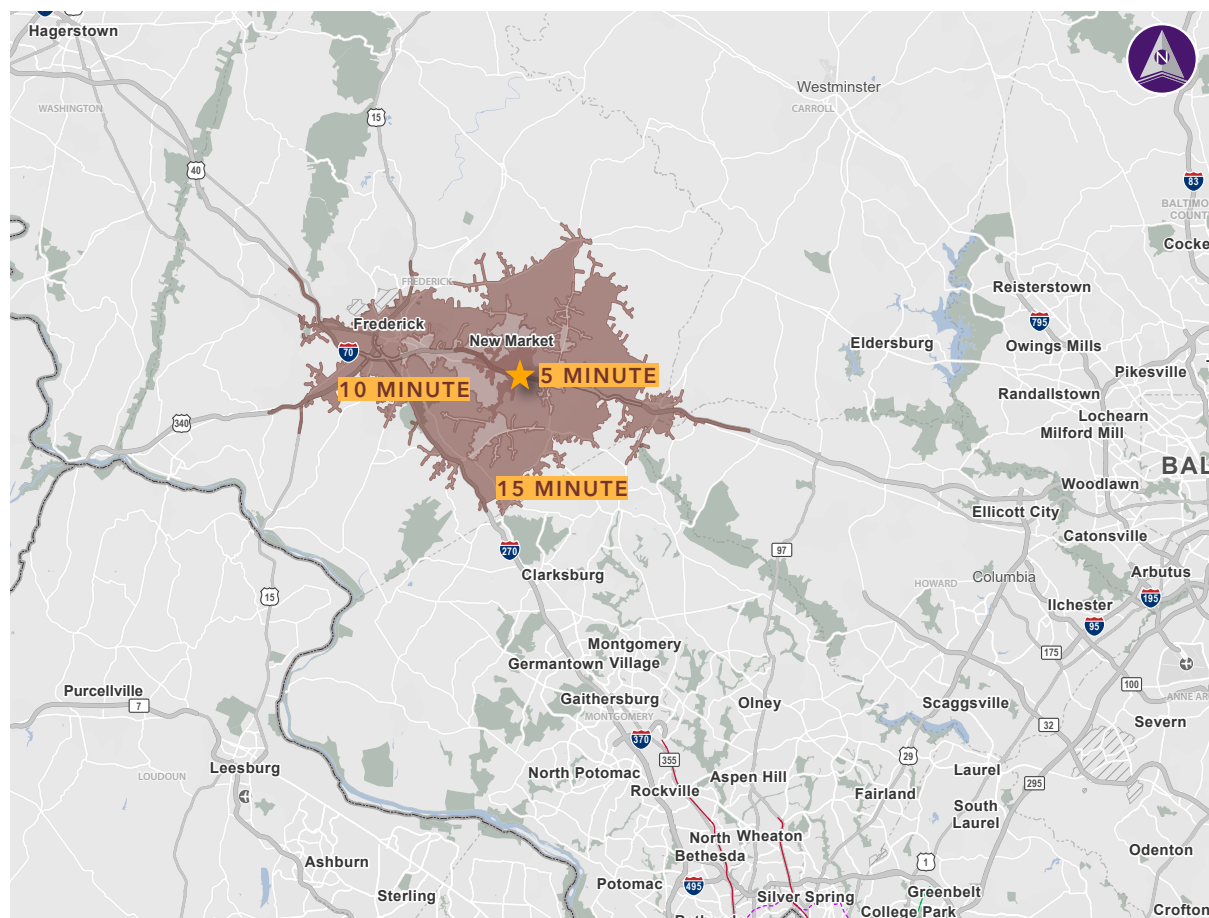 Hagerstown
15
Westminster
N
WASHINGTON
CARROLL
40
83
BALTIMO
COUNT
Cocke
FREDERICK
Reisterstown
795
Frederick
New Market
Eldersburg
Owings Mills
70
Pikesville
10 MINUTE
5 MINUTE
Randallstown
Lochearn
Milford Mill
340
BAL
15 MINUTE
Woodlawn
Ellicott City
270
97
Catonsville
Clarksburg
HOWARD
Columbia
Arbutus
15
Ilchester
195
95
Montgomery
Village
Germantown
175
Purcellville
7
Gaithersburg
MONTGOMERY
Olney
Scaggsville
100
ANNE AR
32
Severn
370
355
29
LOUDOUN
Leesburg
North Potomac
Rockville
Aspen Hill
Laurel
295
Fairland
South
Laurel
North
Bethesda
Wheaton
Ashburn
1
Odenton
Potomac
495
Sterling
Silver Spring
Greenbelt
College Park
Crofton